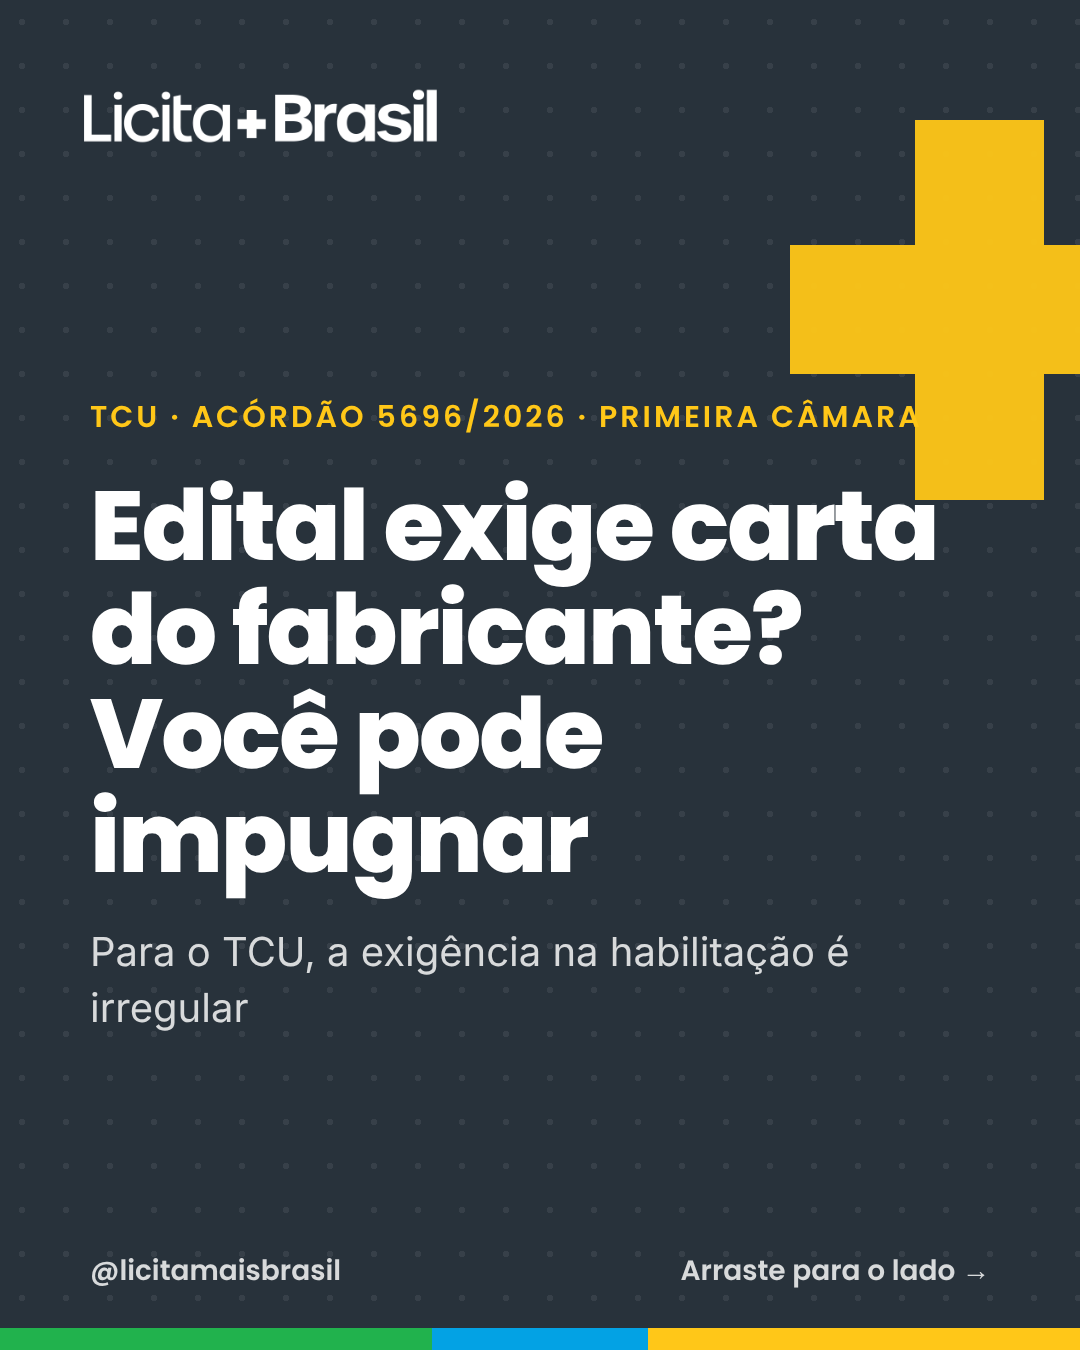 Licita+Brasil
TCU · ACÓRDÃO 5696/2026 · PRIMEIRA CÂMARA
Edital exige carta
do fabricante?
Você pode
impugnar
Para o TCU, a exigência na habilitação é
irregular
@licitamaisbrasil
Arraste para o lado →